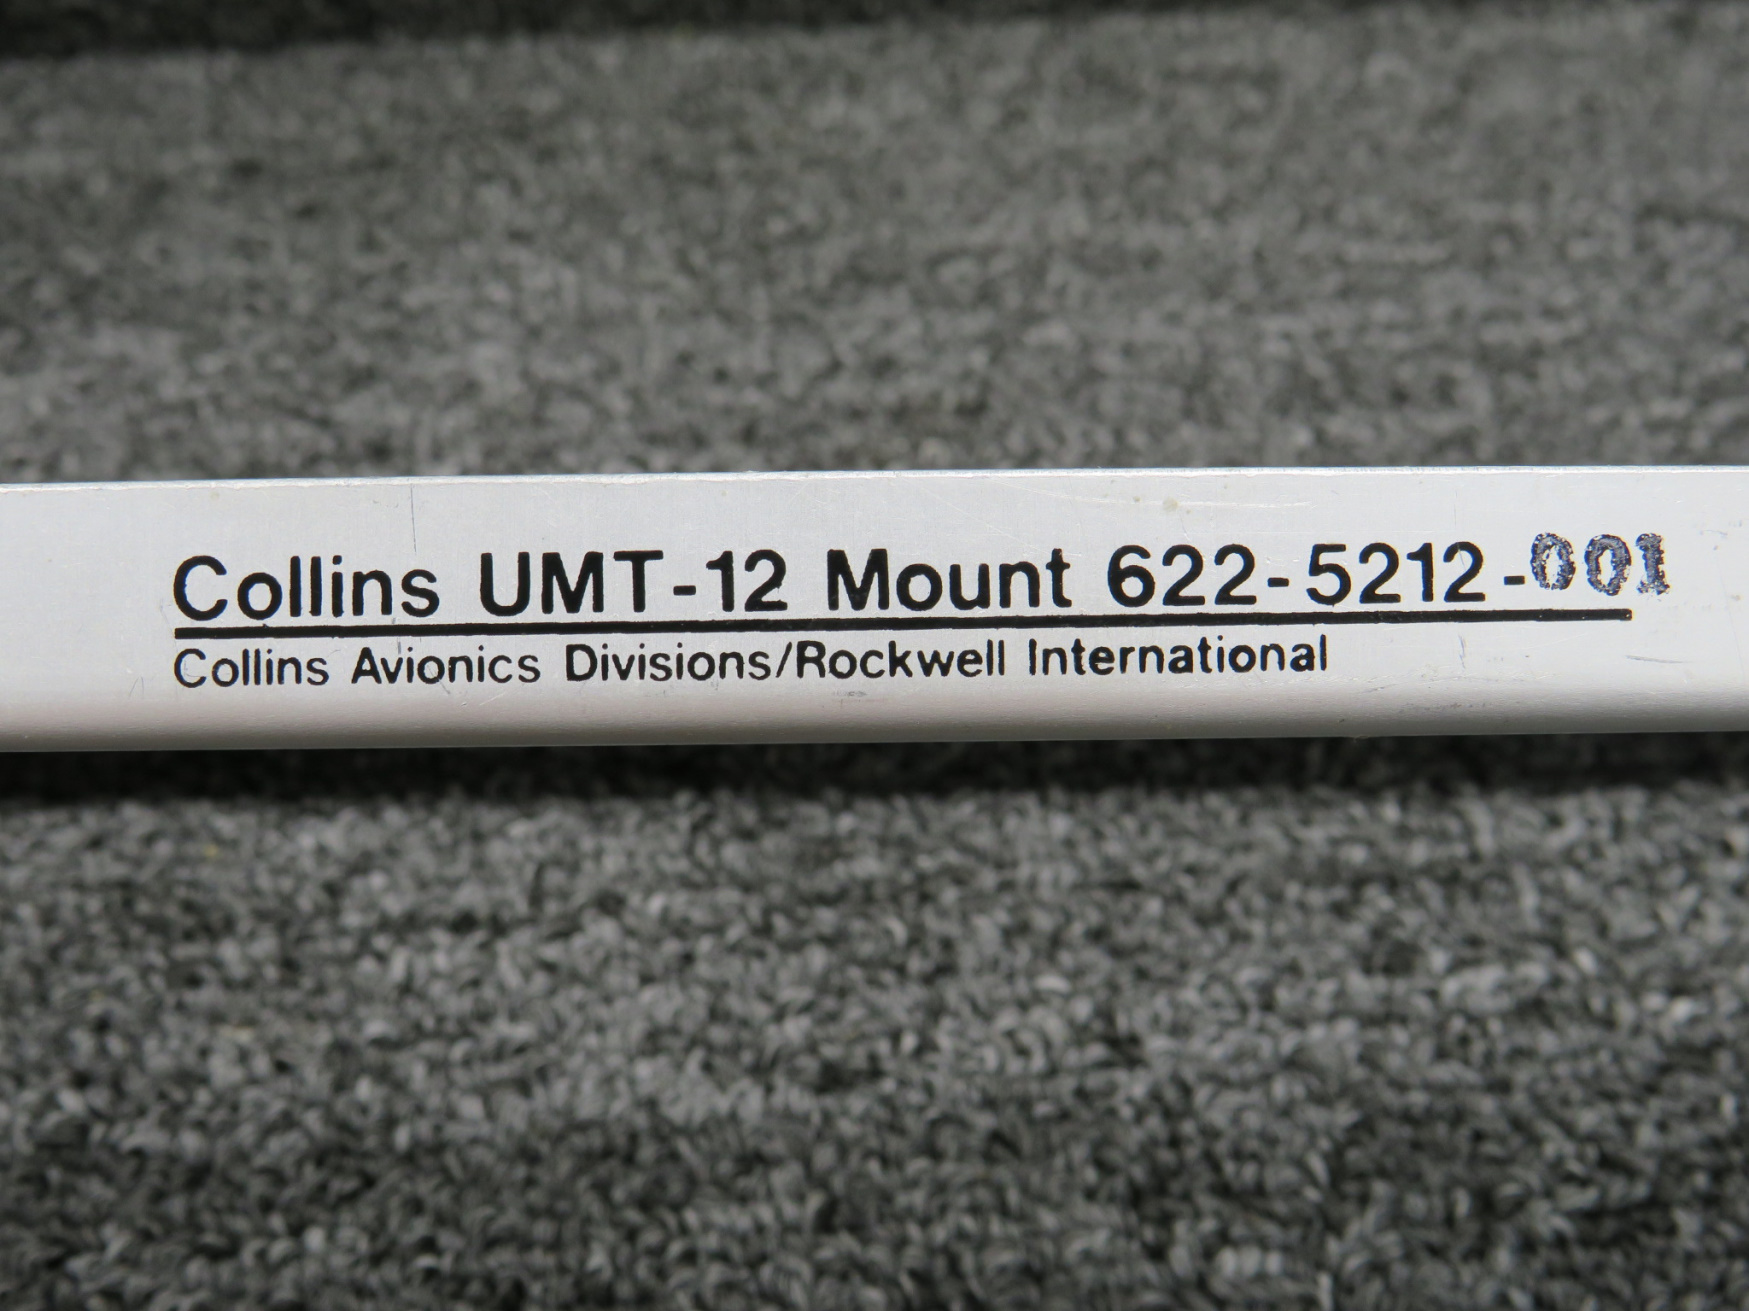 Collins UMT-12 Mount 622-5212-001
Collins Avionics Divisions/Rockwell International